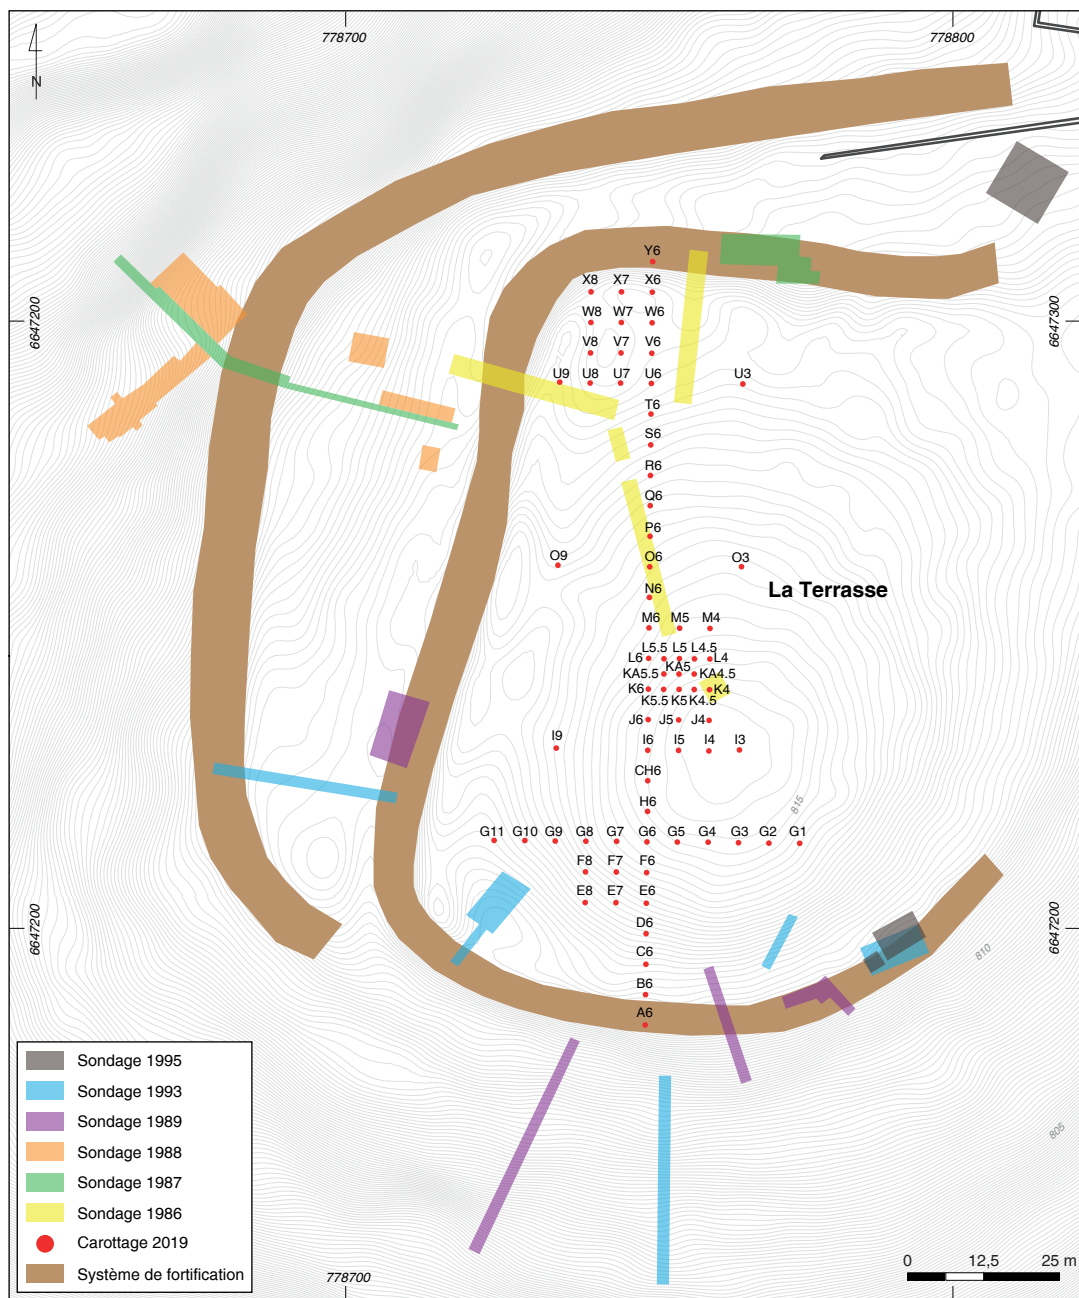 778700
778800
N
6647200
6647300
Y6
X8 X7 X6
W8 W7 W6
V8 V7 V6
U9 U8 U7 U6 U3
T6
S6
R6
Q6
P6
O9 O6 O3
La Terrasse
N6
M6 M5 M4
L5.5 L5 L4.5
L6 L4
KA5.5 KA5 KA4.5
K6 K4
K5.5 K5 K4.5
J6 J5 J4
I9 I6 I5 I4 I3
CH6
815
H6
G11 G10 G9 G8 G7 G6 G5 G4 G3 G2 G1
F8 F7 F6
E8 E7 E6
D6
6647200
6647200
C6
810
B6
A6
Sondage 1995
Sondage 1993
Sondage 1989
Sondage 1988
Sondage 1987
Sondage 1986
Carottage 2019
Système de fortification
805
0 12,5 25 m
778700